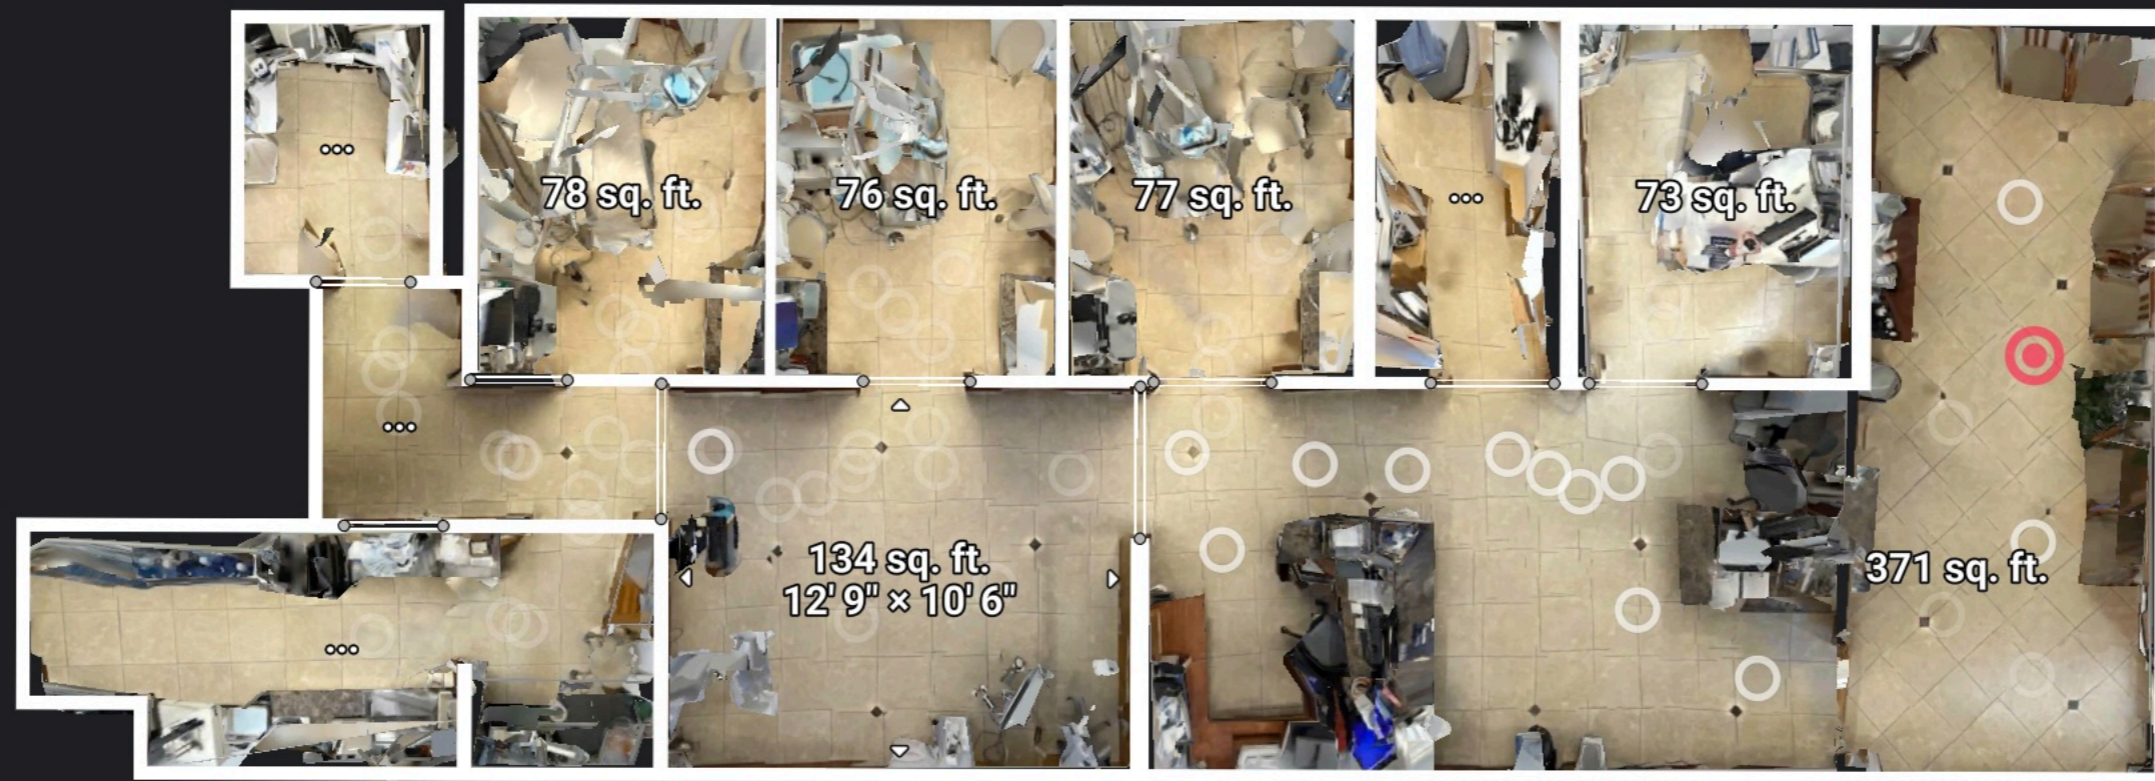 78 sq. ft.
76 sq. ft.
77 sq. ft.
73 sq. ft.
134 sq. ft.
12' 9" × 10' 6"
371 sq. ft.